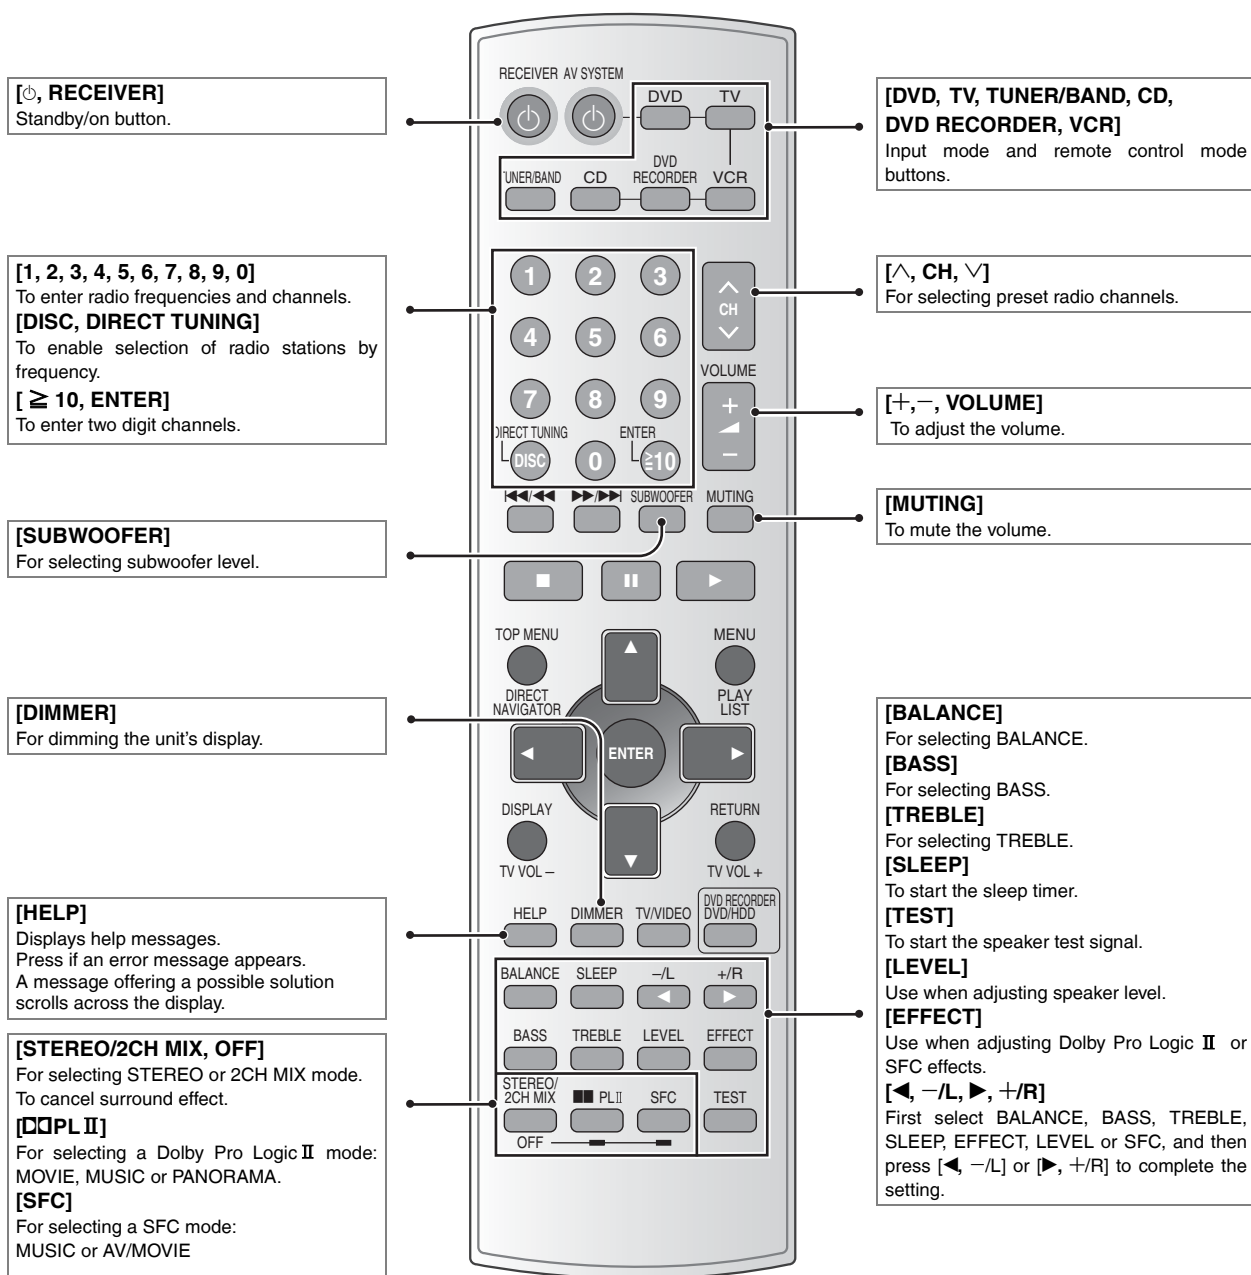 [⏻, RECEIVER]
Standby/on button.
[1, 2, 3, 4, 5, 6, 7, 8, 9, 0]
To enter radio frequencies and channels.
[DISC, DIRECT TUNING]
To enable selection of radio stations by
frequency.
[ ≧ 10, ENTER]
To enter two digit channels.
[SUBWOOFER]
For selecting subwoofer level.
[DIMMER]
For dimming the unit's display.
[HELP]
Displays help messages.
Press if an error message appears.
A message offering a possible solution
scrolls across the display.
[STEREO/2CH MIX, OFF]
For selecting STEREO or 2CH MIX mode.
To cancel surround effect.
[PL II]
For selecting a Dolby Pro Logic II mode:
MOVIE, MUSIC or PANORAMA.
[SFC]
For selecting a SFC mode:
MUSIC or AV/MOVIE
RECEIVER AV SYSTEM
DVD TV
TUNER/BAND CD DVD RECORDER VCR
1 2 3
4 5 6
7 8 9
DIRECT TUNING ENTER
DISC 0 ≧10
∧
CH
∨
VOLUME
+
−
⏮/◀◀ ▶▶/⏭ SUBWOOFER MUTING
■ ⏸ ▶
TOP MENU ▲ MENU
DIRECT NAVIGATOR PLAY LIST
◀ ENTER ▶
DISPLAY RETURN
▼
TV VOL − TV VOL +
HELP DIMMER TV/VIDEO DVD RECORDER DVD/HDD
BALANCE SLEEP −/L +/R
◀ ▶
BASS TREBLE LEVEL EFFECT
STEREO/ 2CH MIX PLII SFC TEST
OFF
[DVD, TV, TUNER/BAND, CD,
DVD RECORDER, VCR]
Input mode and remote control mode
buttons.
[∧, CH, ∨]
For selecting preset radio channels.
[+,−, VOLUME]
To adjust the volume.
[MUTING]
To mute the volume.
[BALANCE]
For selecting BALANCE.
[BASS]
For selecting BASS.
[TREBLE]
For selecting TREBLE.
[SLEEP]
To start the sleep timer.
[TEST]
To start the speaker test signal.
[LEVEL]
Use when adjusting speaker level.
[EFFECT]
Use when adjusting Dolby Pro Logic II or
SFC effects.
[◀, −/L, ▶, +/R]
First select BALANCE, BASS, TREBLE,
SLEEP, EFFECT, LEVEL or SFC, and then
press [◀, −/L] or [▶, +/R] to complete the
setting.